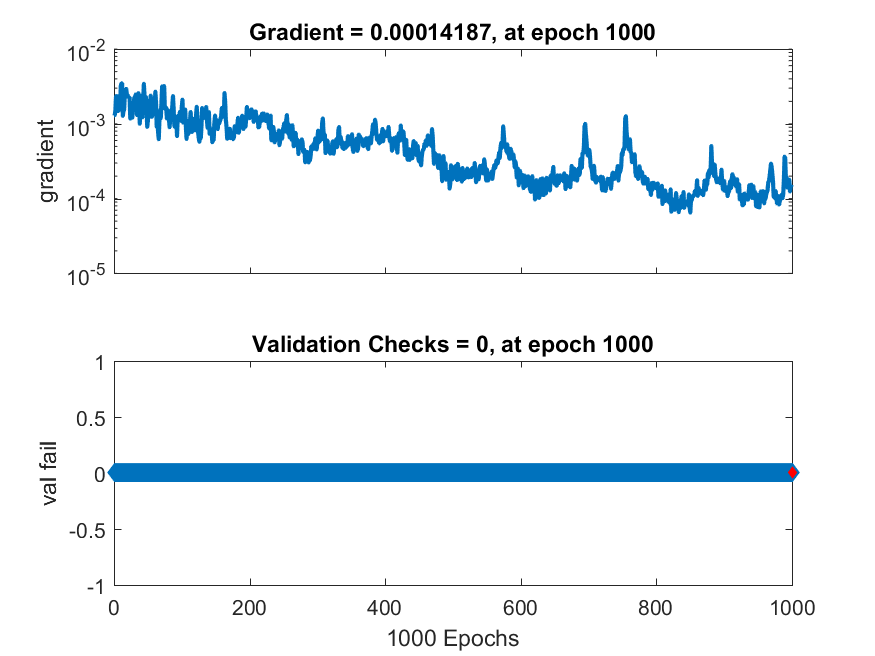 Gradient = 0.00014187, at epoch 1000
10-2
10-3
10-4
10-5
gradient
Validation Checks = 0, at epoch 1000
1
0.5
0
-0.5
-1
val fail
0 200 400 600 800 1000
1000 Epochs